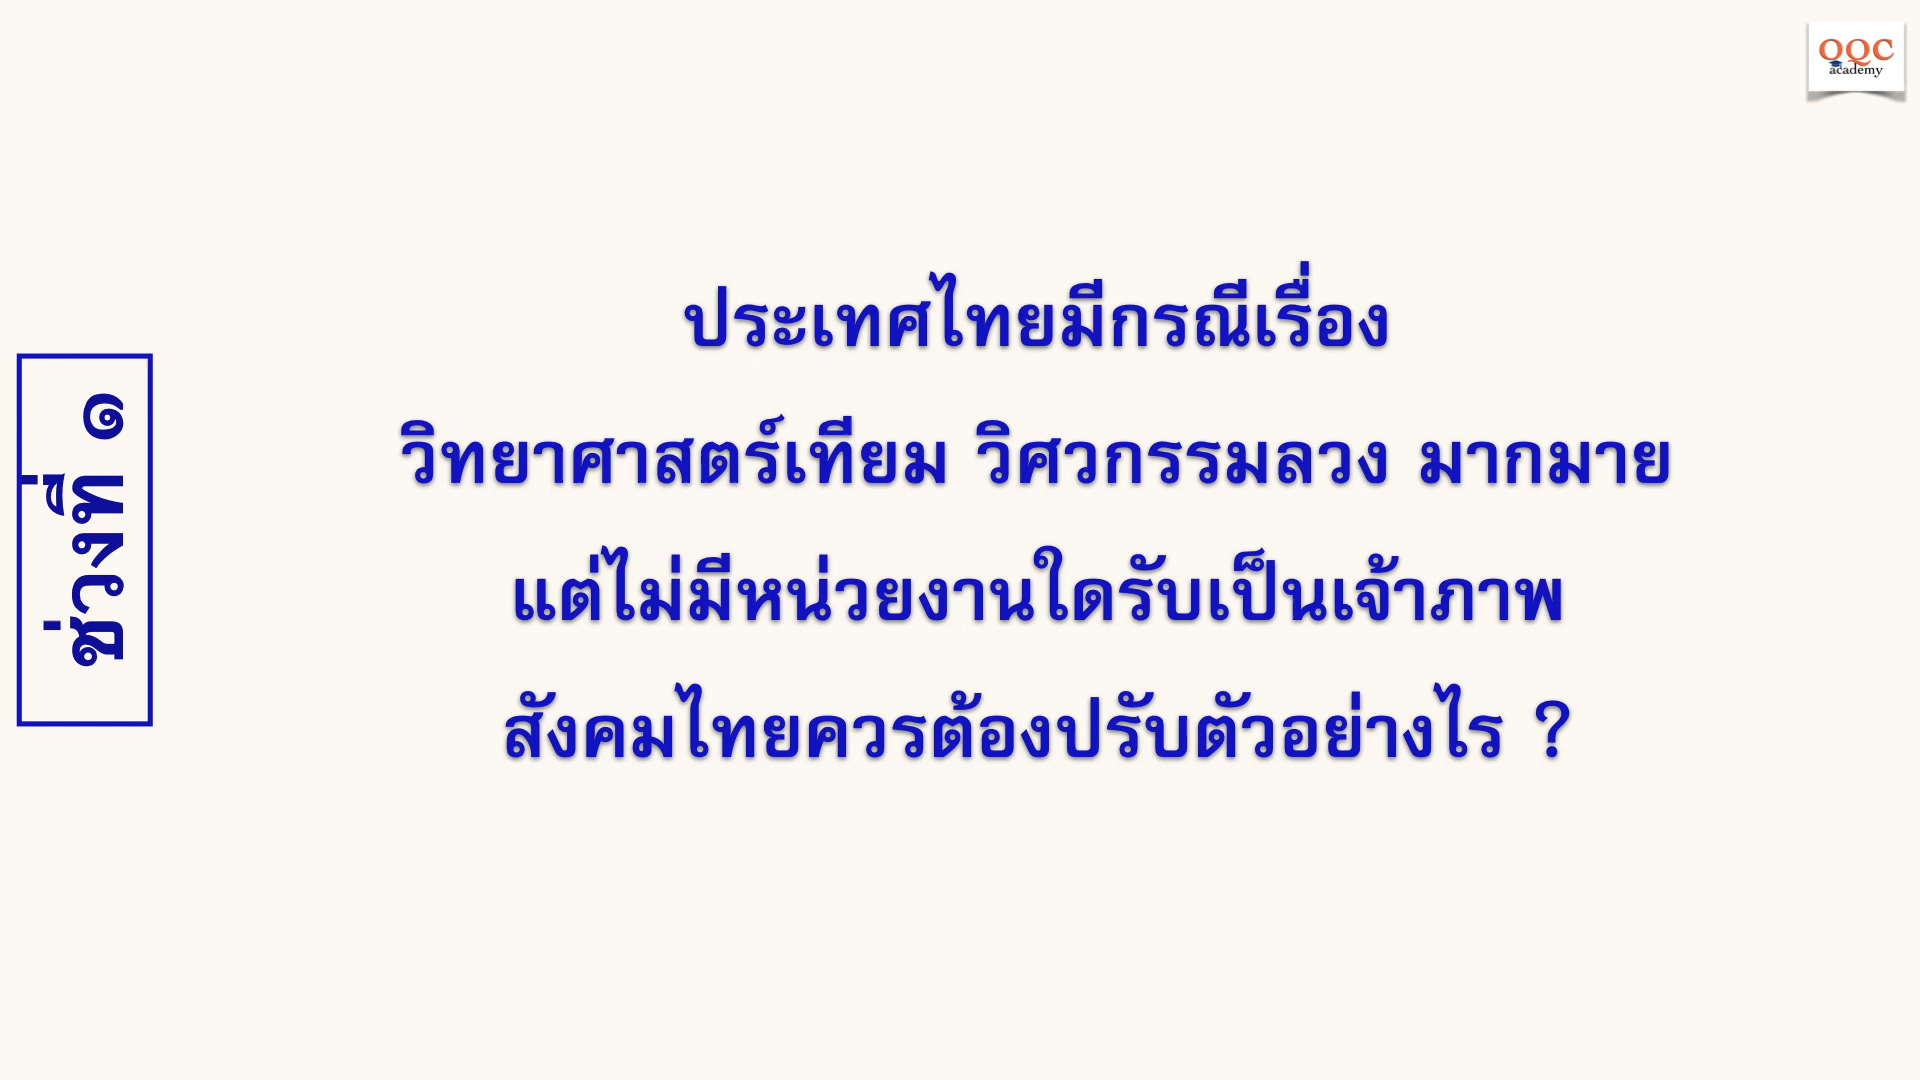 OQC
academy
ช่วงที่ ๑
ประเทศไทยมีกรณีเรื่อง
วิทยาศาสตร์เทียม วิศวกรรมลวง มากมาย
แต่ไม่มีหน่วยงานใดรับเป็นเจ้าภาพ
สังคมไทยควรต้องปรับตัวอย่างไร ?